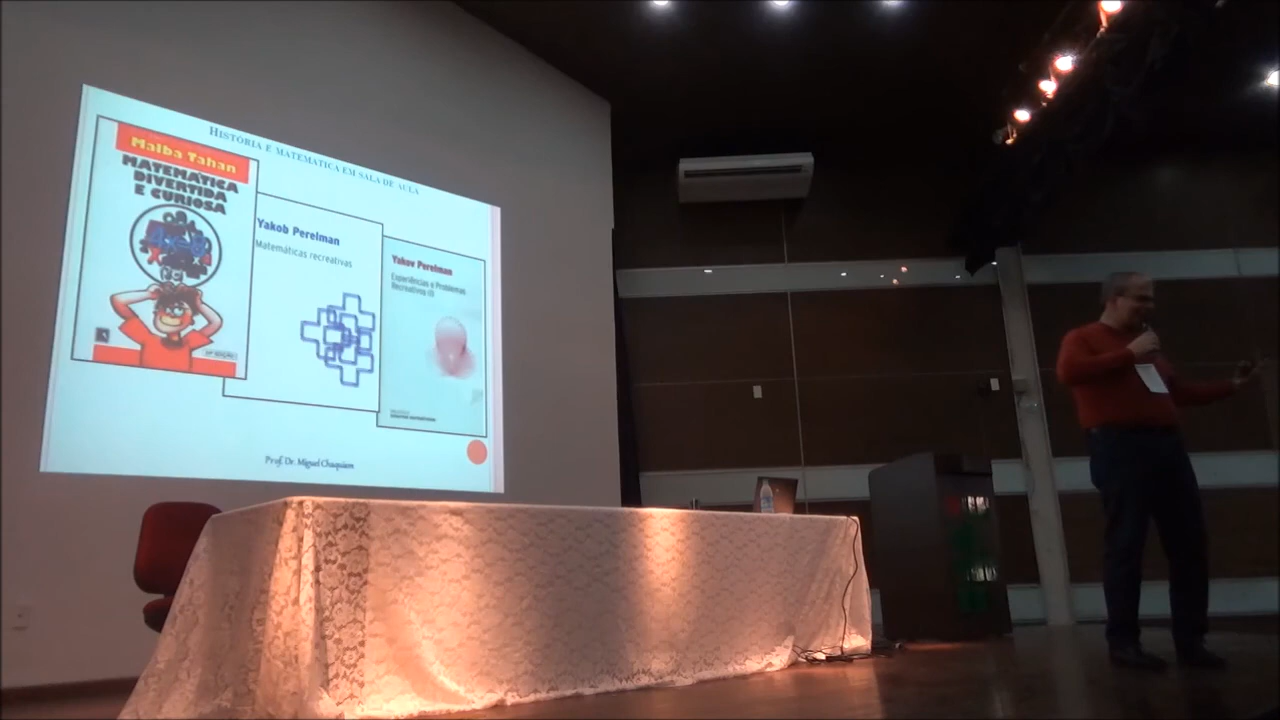 HISTÓRIA E MATEMÁTICA EM SALA DE AULA
Malba Tahan
MATEMÁTICA
DIVERTIDA
E CURIOSA
Yakob Perelman
Matemáticas recreativas
Yakov Perelman
Experiências e Problemas
Recreativos (I)
Prof. Dr. Miguel Chaquiam